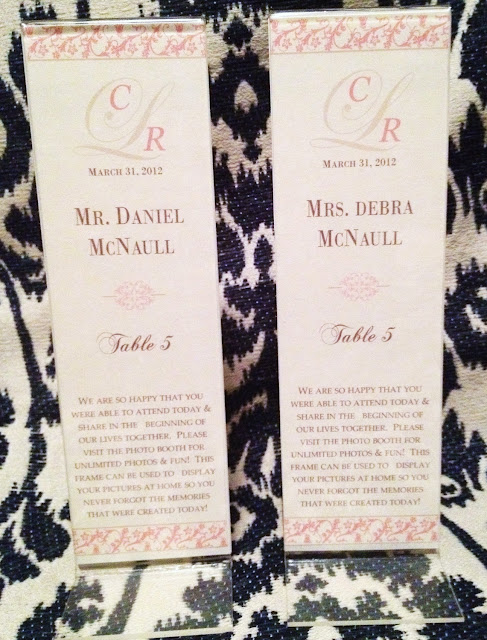 C
L
R
March 31, 2012
Mr. Daniel
McNaull
Table 5
We are so happy that you
were able to attend today &
share in the beginning of
our lives together. Please
visit the photo booth for
unlimited photos & fun! This
frame can be used to display
your pictures at home so you
never forgot the memories
that were created today!
C
L
R
March 31, 2012
Mrs. debra
McNaull
Table 5
We are so happy that you
were able to attend today &
share in the beginning of
our lives together. Please
visit the photo booth for
unlimited photos & fun! This
frame can be used to display
your pictures at home so you
never forgot the memories
that were created today!